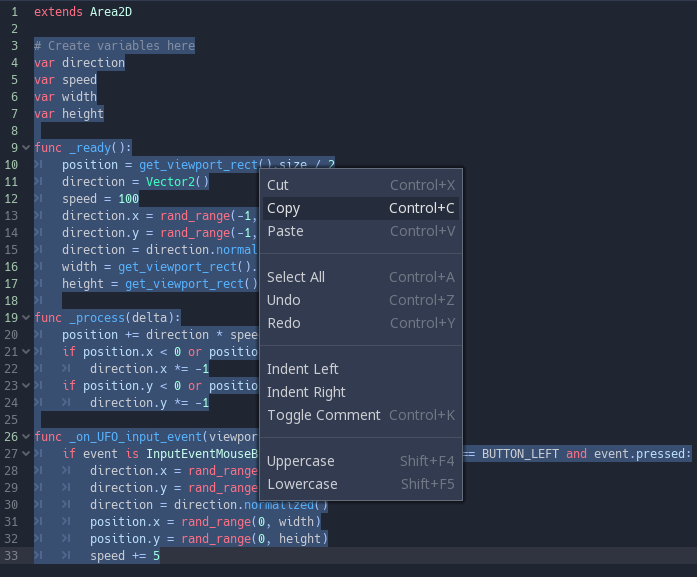 1 extends Area2D
2
3 # Create variables here
4 var direction
5 var speed
6 var width
7 var height
8
9 func _ready():
10 position = get_viewport_rect().size / 2
11 direction = Vector2()
12 speed = 100
13 direction.x = rand_range(-1,
14 direction.y = rand_range(-1,
15 direction = direction.normal
16 width = get_viewport_rect().
17 height = get_viewport_rect()
18
19 func _process(delta):
20 position += direction * spee
21 if position.x < 0 or positio
22 direction.x *= -1
23 if position.y < 0 or positio
24 direction.y *= -1
25
26 func _on_UFO_input_event(viewpor
27 if event is InputEventMouseB == BUTTON_LEFT and event.pressed:
28 direction.x = rand_range
29 direction.y = rand_range
30 direction = direction.normalized()
31 position.x = rand_range(0, width)
32 position.y = rand_range(0, height)
33 speed += 5
Cut Control+X
Copy Control+C
Paste Control+V
Select All Control+A
Undo Control+Z
Redo Control+Y
Indent Left
Indent Right
Toggle Comment Control+K
Uppercase Shift+F4
Lowercase Shift+F5